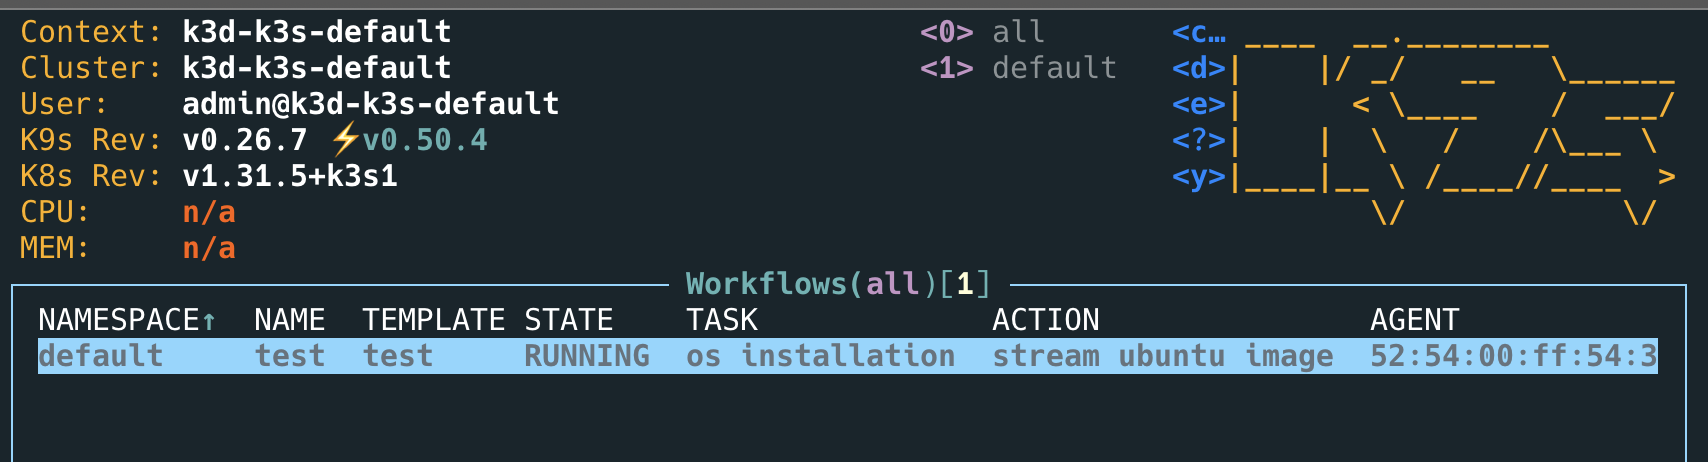 Context: k3d-k3s-default <0> all <c…
Cluster: k3d-k3s-default <1> default <d>
User: admin@k3d-k3s-default <e>
K9s Rev: v0.26.7 ⚡v0.50.4 <?>
K8s Rev: v1.31.5+k3s1 <y>
CPU: n/a
MEM: n/a
Workflows(all)[1]
NAMESPACE↑ NAME TEMPLATE STATE TASK ACTION AGENT
default test test RUNNING os installation stream ubuntu image 52:54:00:ff:54:3